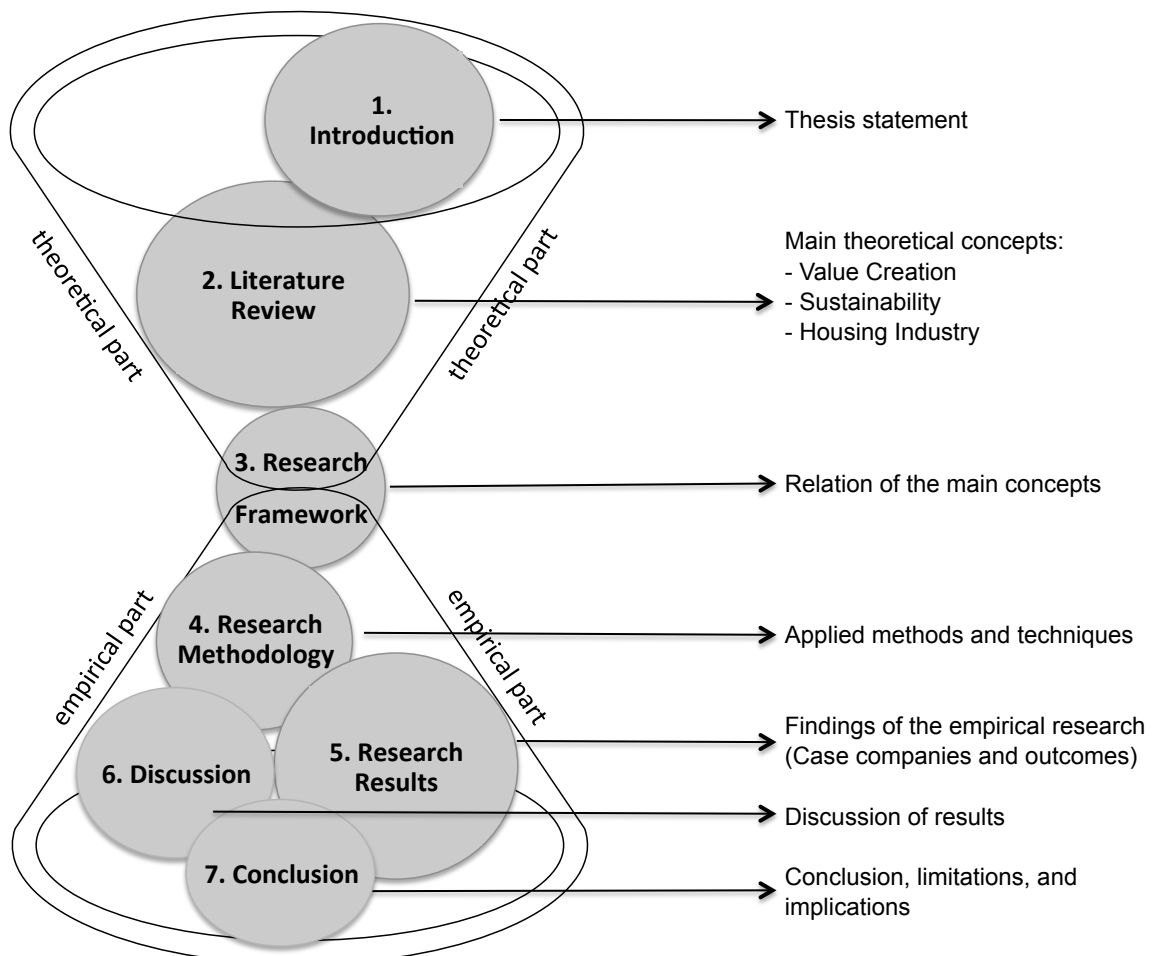 1.
Introduction
Thesis statement
theoretical part
theoretical part
2. Literature
Review
Main theoretical concepts:
- Value Creation
- Sustainability
- Housing Industry
3. Research
Framework
Relation of the main concepts
empirical part
empirical part
4. Research
Methodology
Applied methods and techniques
5. Research
Results
Findings of the empirical research
(Case companies and outcomes)
6. Discussion
Discussion of results
7. Conclusion
Conclusion, limitations, and
implications